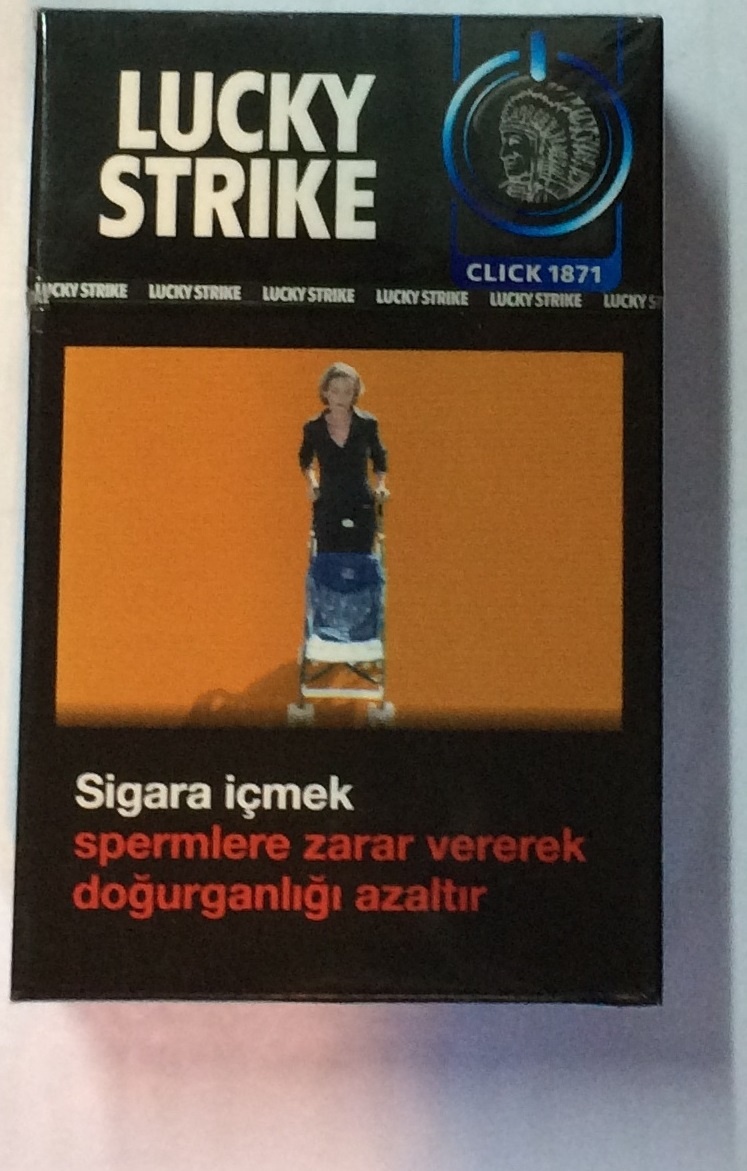 LUCKY
STRIKE
CLICK 1871
LUCKY STRIKE LUCKY STRIKE LUCKY STRIKE LUCKY STRIKE LUCKY STRIKE LUCKY S
Sigara içmek
spermlere zarar vererek
doğurganlığı azaltır